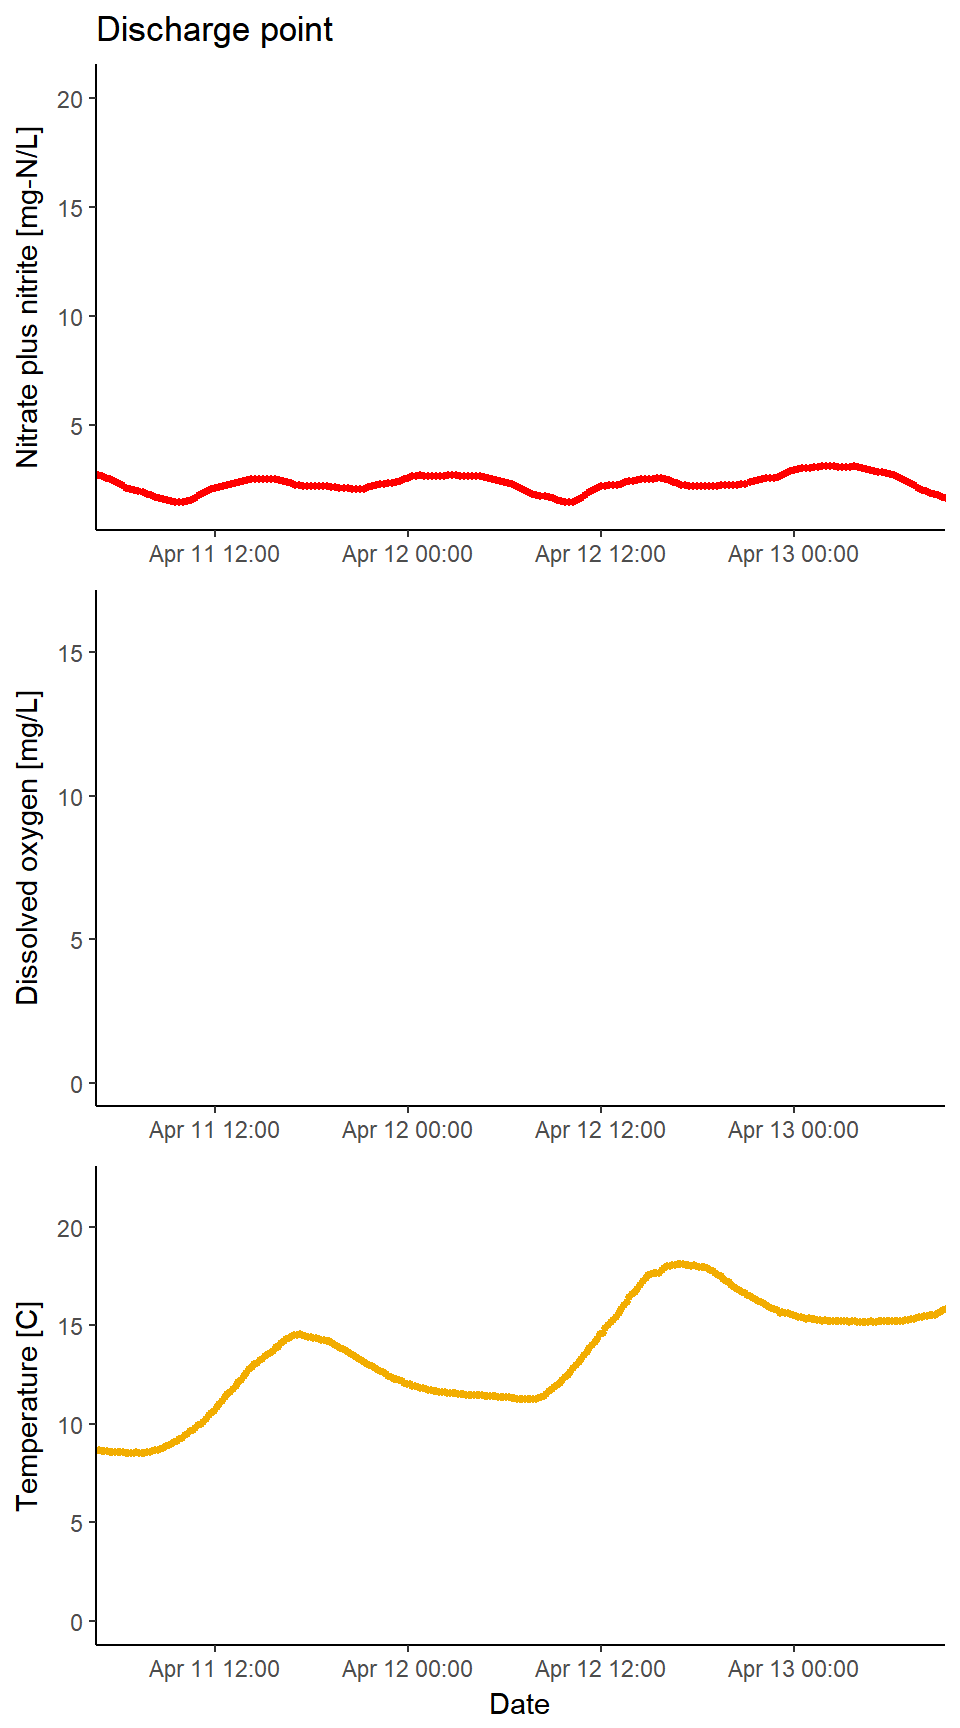 Discharge point
Nitrate plus nitrite [mg-N/L]
20
15
10
5
Apr 11 12:00 Apr 12 00:00 Apr 12 12:00 Apr 13 00:00
Dissolved oxygen [mg/L]
15
10
5
0
Apr 11 12:00 Apr 12 00:00 Apr 12 12:00 Apr 13 00:00
Temperature [C]
20
15
10
5
0
Apr 11 12:00 Apr 12 00:00 Apr 12 12:00 Apr 13 00:00
Date